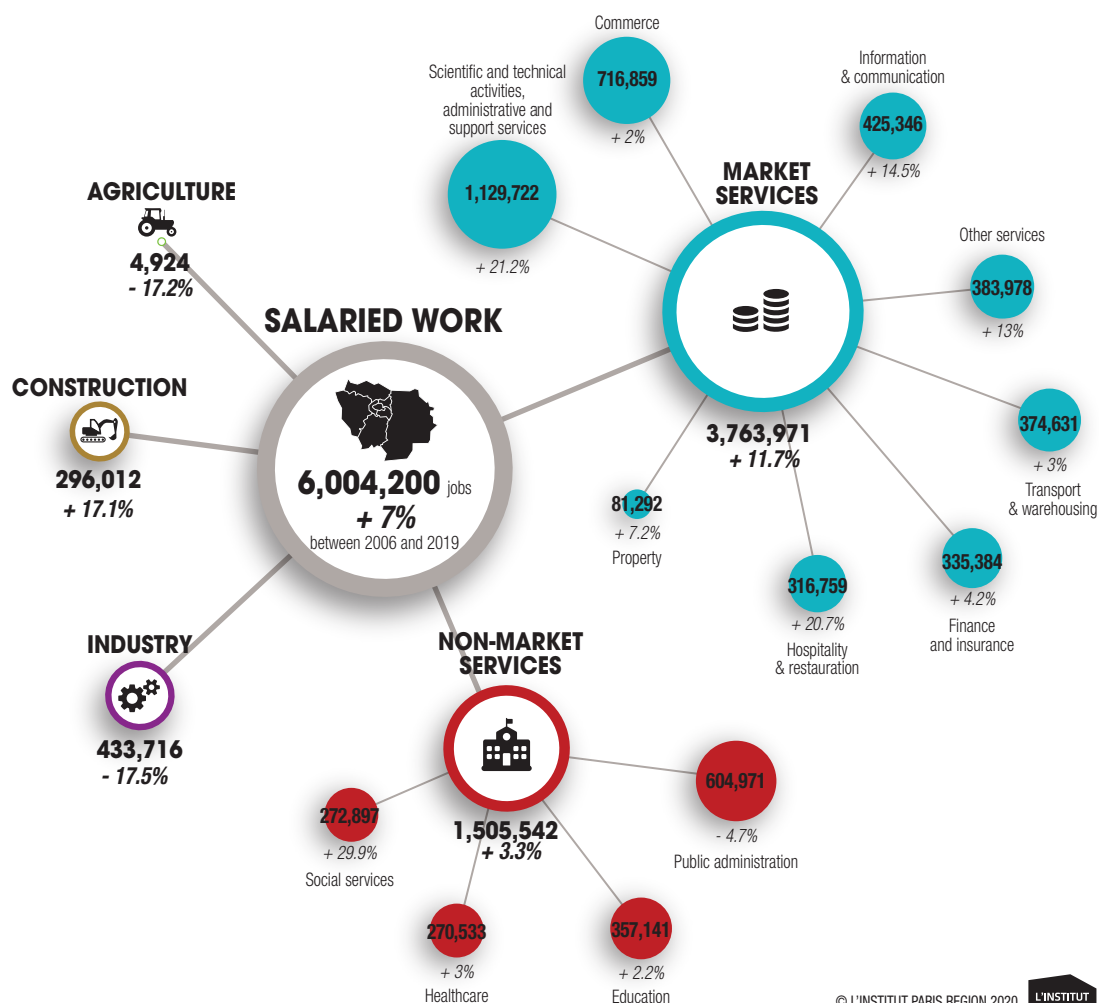 SALARIED WORK
6,004,200 jobs
+ 7%
between 2006 and 2019
AGRICULTURE
4,924
- 17.2%
CONSTRUCTION
296,012
+ 17.1%
INDUSTRY
433,716
- 17.5%
MARKET
SERVICES
3,763,971
+ 11.7%
Scientific and technical
activities,
administrative and
support services
1,129,722
+ 21.2%
Commerce
716,859
+ 2%
Information
& communication
425,346
+ 14.5%
Other services
383,978
+ 13%
374,631
+ 3%
Transport
& warehousing
335,384
+ 4.2%
Finance
and insurance
316,759
+ 20.7%
Hospitality
& restauration
81,292
+ 7.2%
Property
NON-MARKET
SERVICES
1,505,542
+ 3.3%
604,971
- 4.7%
Public administration
357,141
+ 2.2%
Education
270,533
+ 3%
Healthcare
272,897
+ 29.9%
Social services
© L'INSTITUT PARIS REGION 2020
L'INSTITUT